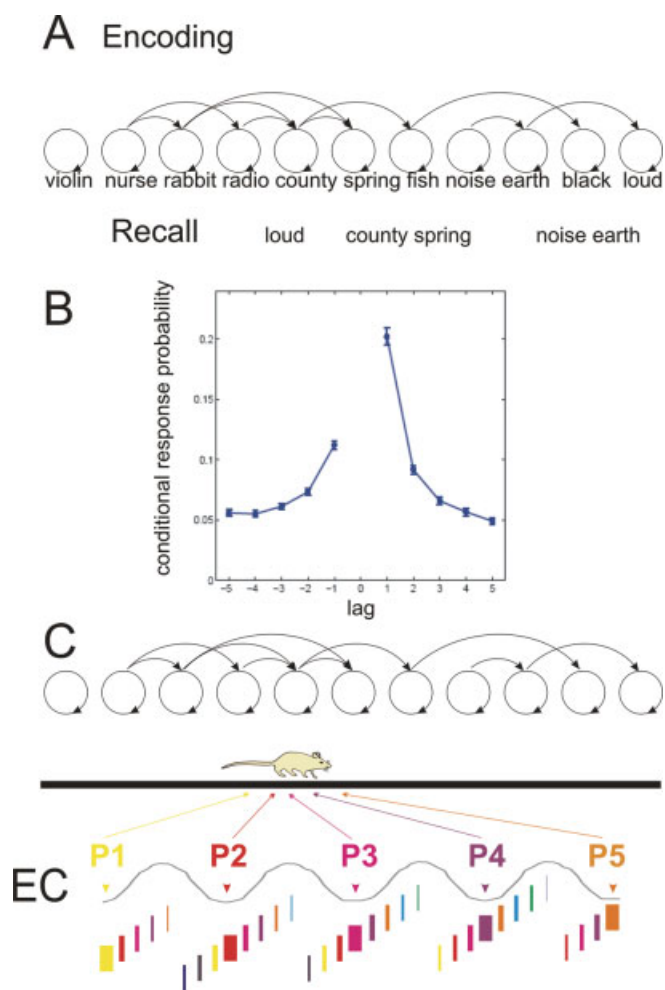 A Encoding
violin nurse rabbit radio county spring fish noise earth black loud
Recall loud county spring noise earth
B
conditional response probability
0.2
0.15
0.1
0.05
0
-5 -4 -3 -2 -1 0 1 2 3 4 5
lag
C
P1 P2 P3 P4 P5
EC